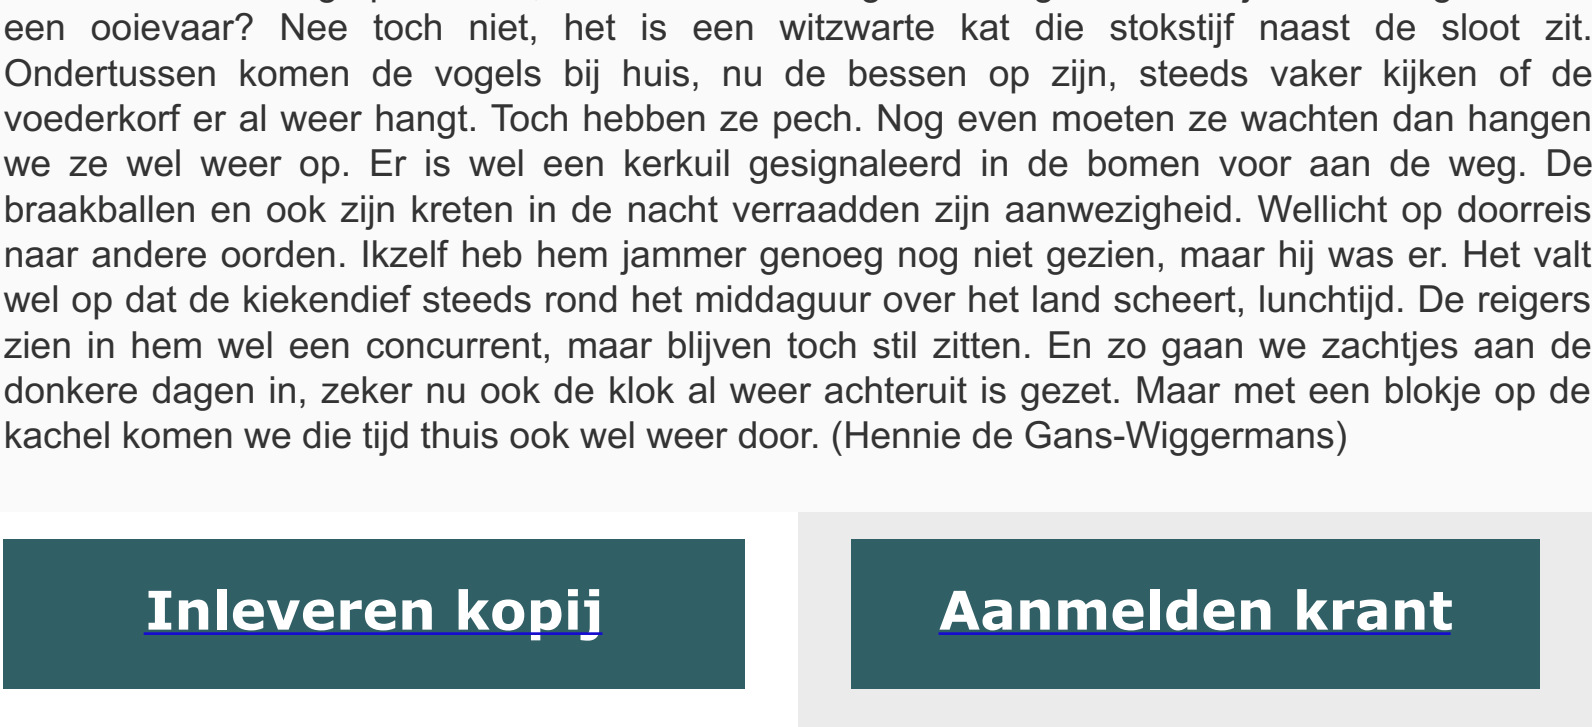 een ooievaar? Nee toch niet, het is een witzwarte kat die stokstijf naast de sloot zit.
Ondertussen komen de vogels bij huis, nu de bessen op zijn, steeds vaker kijken of de
voederkorf er al weer hangt. Toch hebben ze pech. Nog even moeten ze wachten dan hangen
we ze wel weer op. Er is wel een kerkuil gesignaleerd in de bomen voor aan de weg. De
braakballen en ook zijn kreten in de nacht verraadden zijn aanwezigheid. Wellicht op doorreis
naar andere oorden. Ikzelf heb hem jammer genoeg nog niet gezien, maar hij was er. Het valt
wel op dat de kiekendief steeds rond het middaguur over het land scheert, lunchtijd. De reigers
zien in hem wel een concurrent, maar blijven toch stil zitten. En zo gaan we zachtjes aan de
donkere dagen in, zeker nu ook de klok al weer achteruit is gezet. Maar met een blokje op de
kachel komen we die tijd thuis ook wel weer door. (Hennie de Gans-Wiggermans)
Inleveren kopij
Aanmelden krant